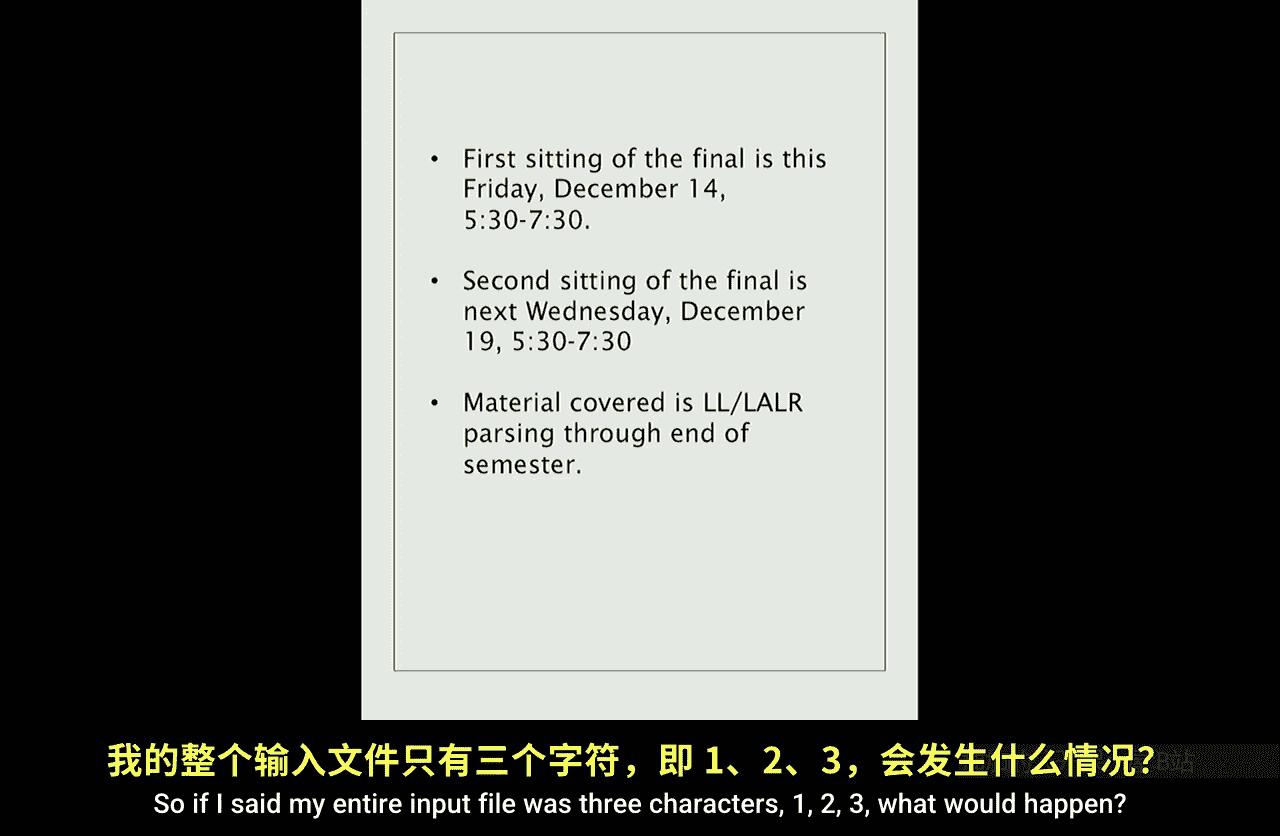 • First sitting of the final is this
Friday, December 14,
5:30-7:30.
• Second sitting of the final is
next Wednesday, December
19, 5:30-7:30
• Material covered is LL/LALR
parsing through end of
semester.
我的整个输入文件只有三个字符，即 1、2、3，会发生什么情况？
So if I said my entire input file was three characters, 1, 2, 3, what would happen?